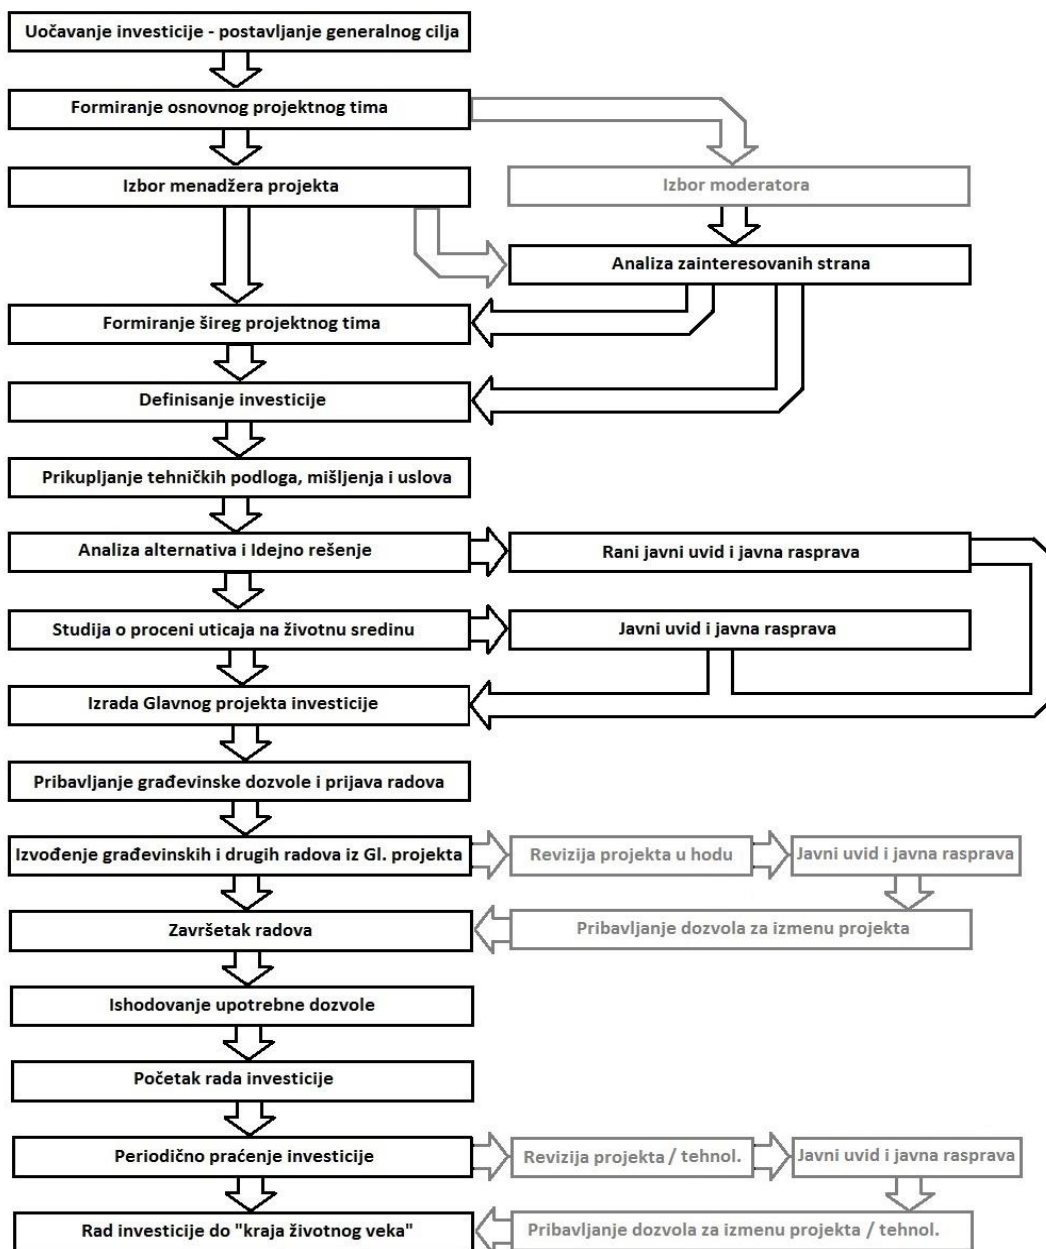 Uočavanje investicije - postavljanje generalnog cilja
Formiranje osnovnog projektnog tima
Izbor menadžera projekta
Izbor moderatora
Analiza zainteresovanih strana
Formiranje šireg projektnog tima
Definisanje investicije
Prikupljanje tehničkih podloga, mišljenja i uslova
Analiza alternativa i Idejno rešenje
Rani javni uvid i javna rasprava
Studija o proceni uticaja na životnu sredinu
Javni uvid i javna rasprava
Izrada Glavnog projekta investicije
Pribavljanje građevinske dozvole i prijava radova
Izvođenje građevinskih i drugih radova iz Gl. projekta
Revizija projekta u hodu
Javni uvid i javna rasprava
Završetak radova
Pribavljanje dozvola za izmenu projekta
Ishodovanje upotrebne dozvole
Početak rada investicije
Periodično praćenje investicije
Revizija projekta / tehnol.
Javni uvid i javna rasprava
Rad investicije do "kraja životnog veka"
Pribavljanje dozvola za izmenu projekta / tehnol.